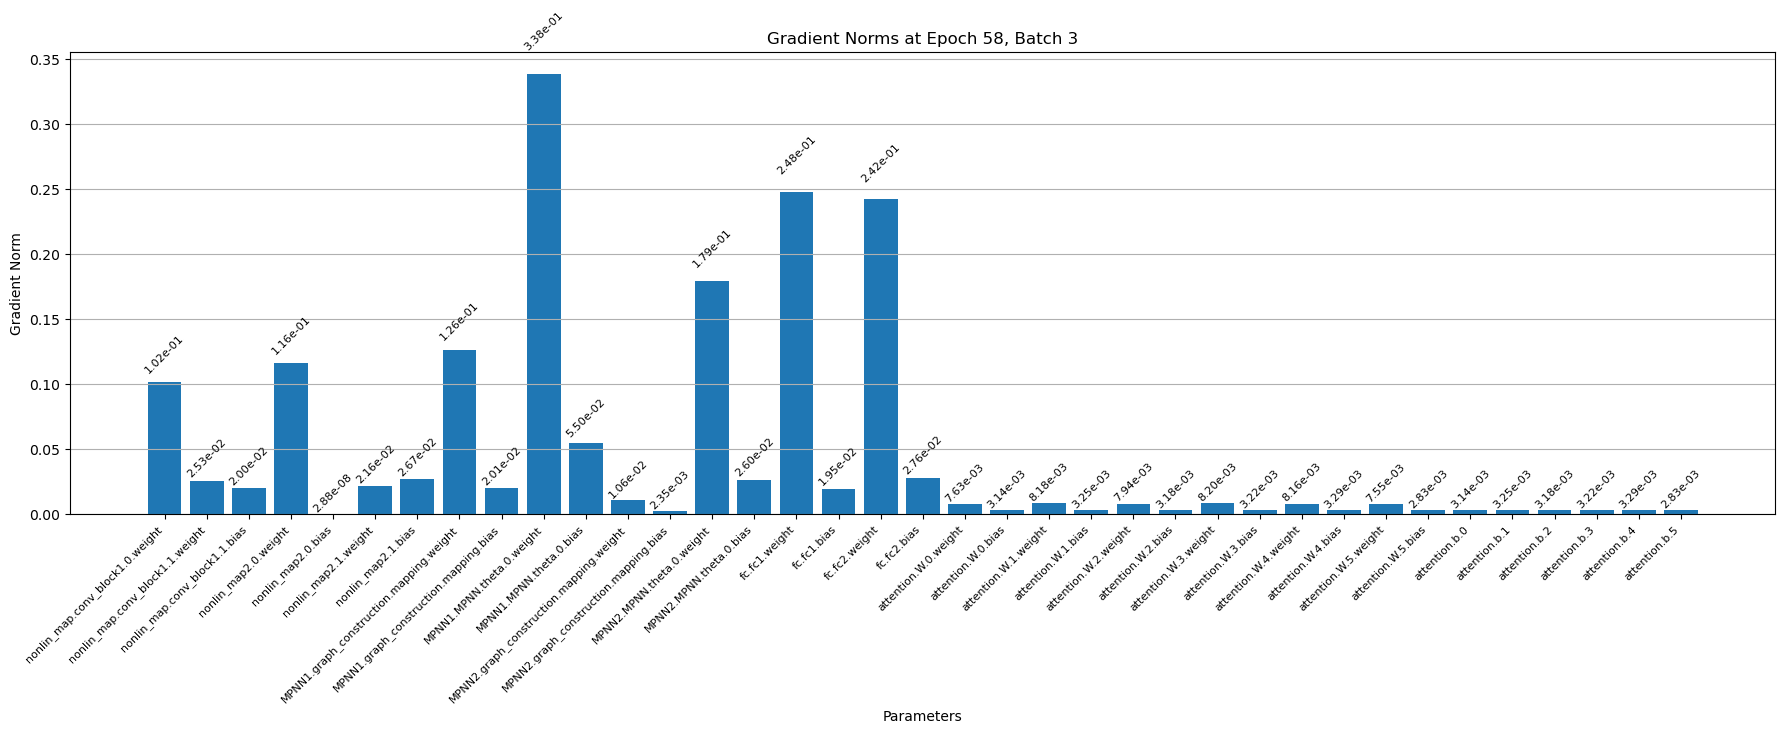 Gradient Norms at Epoch 58, Batch 3
Gradient Norm
0.35
0.30
0.25
0.20
0.15
0.10
0.05
0.00
1.02e-01
2.53e-02
2.00e-02
1.16e-01
2.88e-08
2.16e-02
2.67e-02
1.26e-01
2.01e-02
3.38e-01
5.50e-02
1.06e-02
2.35e-03
1.79e-01
2.60e-02
2.48e-01
1.95e-02
2.42e-01
2.76e-02
7.63e-03
3.14e-03
8.18e-03
3.25e-03
7.94e-03
3.18e-03
8.20e-03
3.22e-03
8.16e-03
3.29e-03
7.55e-03
2.83e-03
3.14e-03
3.25e-03
3.18e-03
3.22e-03
3.29e-03
2.83e-03
nonlin_map.conv_block1.0.weight
nonlin_map.conv_block1.1.weight
nonlin_map.conv_block1.1.bias
nonlin_map2.0.weight
nonlin_map2.0.bias
nonlin_map2.1.weight
nonlin_map2.1.bias
MPNN1.graph_construction.mapping.weight
MPNN1.graph_construction.mapping.bias
MPNN1.MPNN.theta.0.weight
MPNN1.MPNN.theta.0.bias
MPNN2.graph_construction.mapping.weight
MPNN2.graph_construction.mapping.bias
MPNN2.MPNN.theta.0.weight
MPNN2.MPNN.theta.0.bias
fc.fc1.weight
fc.fc1.bias
fc.fc2.weight
fc.fc2.bias
attention.W.0.weight
attention.W.0.bias
attention.W.1.weight
attention.W.1.bias
attention.W.2.weight
attention.W.2.bias
attention.W.3.weight
attention.W.3.bias
attention.W.4.weight
attention.W.4.bias
attention.W.5.weight
attention.W.5.bias
attention.b.0
attention.b.1
attention.b.2
attention.b.3
attention.b.4
attention.b.5
Parameters